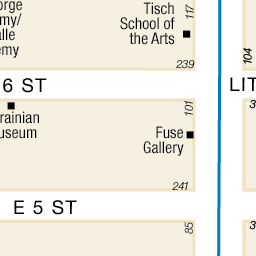 Tisch
School of
the Arts
117
239
104
6 ST
LIT
101
Fuse
Gallery
241
E 5 ST
85